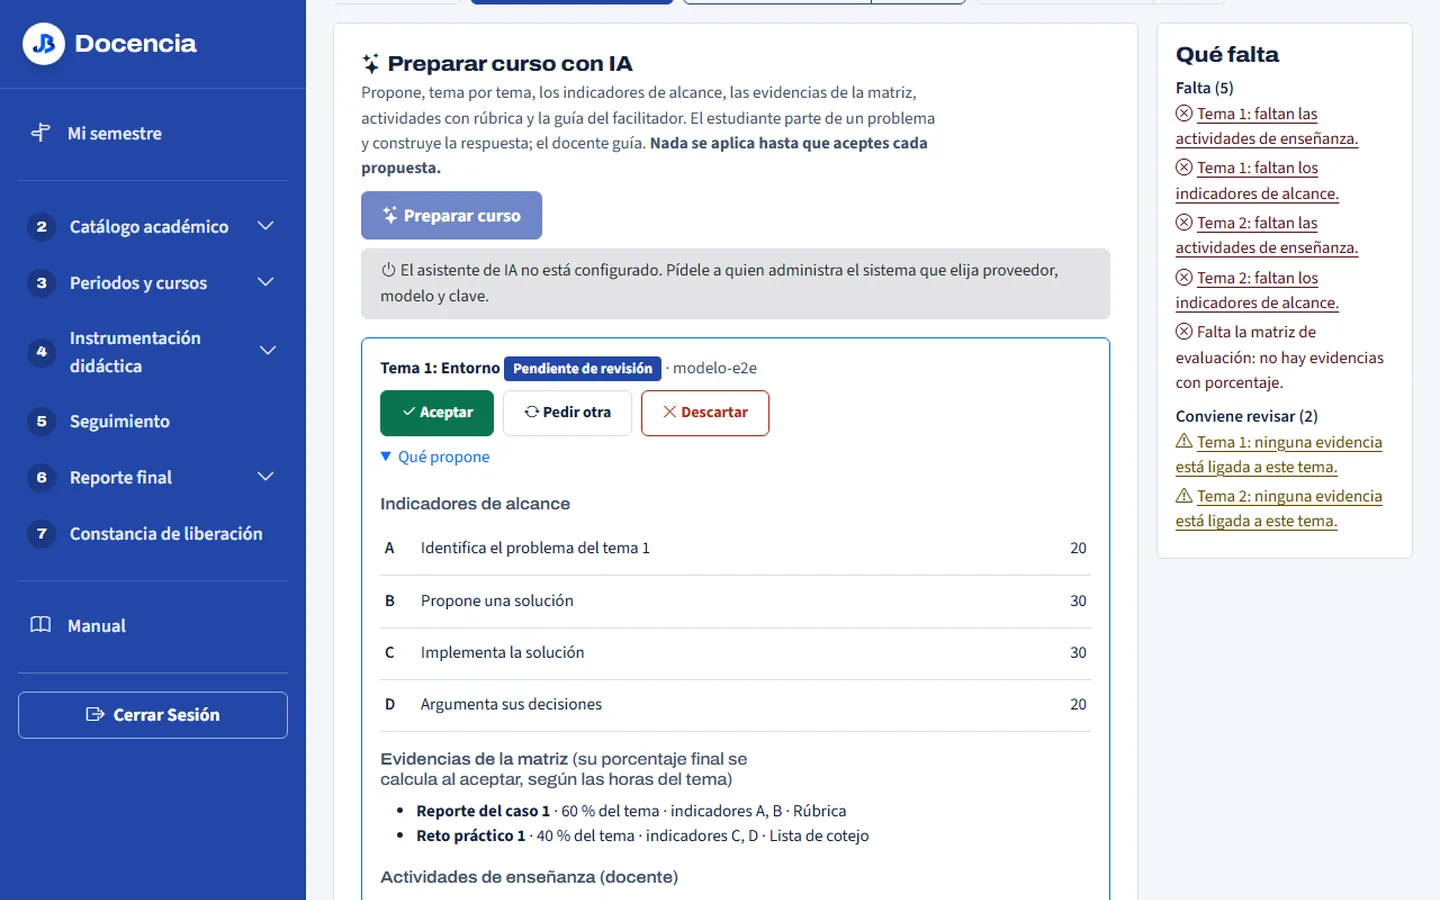 JB Docencia
Mi semestre
2 Catálogo académico
3 Periodos y cursos
4 Instrumentación
didáctica
5 Seguimiento
6 Reporte final
7 Constancia de liberación
Manual
Cerrar Sesión
Preparar curso con IA
Propone, tema por tema, los indicadores de alcance, las evidencias de la matriz,
actividades con rúbrica y la guía del facilitador. El estudiante parte de un problema
y construye la respuesta; el docente guía. Nada se aplica hasta que aceptes cada
propuesta.
Preparar curso
El asistente de IA no está configurado. Pídele a quien administra el sistema que elija proveedor,
modelo y clave.
Tema 1: Entorno Pendiente de revisión · modelo-e2e
Aceptar Pedir otra Descartar
Qué propone
Indicadores de alcance
A Identifica el problema del tema 1 20
B Propone una solución 30
C Implementa la solución 30
D Argumenta sus decisiones 20
Evidencias de la matriz (su porcentaje final se
calcula al aceptar, según las horas del tema)
• Reporte del caso 1 · 60 % del tema · indicadores A, B · Rúbrica
• Reto práctico 1 · 40 % del tema · indicadores C, D · Lista de cotejo
Actividades de enseñanza (docente)
Qué falta
Falta (5)
Tema 1: faltan las
actividades de enseñanza.
Tema 1: faltan los
indicadores de alcance.
Tema 2: faltan las
actividades de enseñanza.
Tema 2: faltan los
indicadores de alcance.
Falta la matriz de
evaluación: no hay evidencias
con porcentaje.
Conviene revisar (2)
Tema 1: ninguna evidencia
está ligada a este tema.
Tema 2: ninguna evidencia
está ligada a este tema.